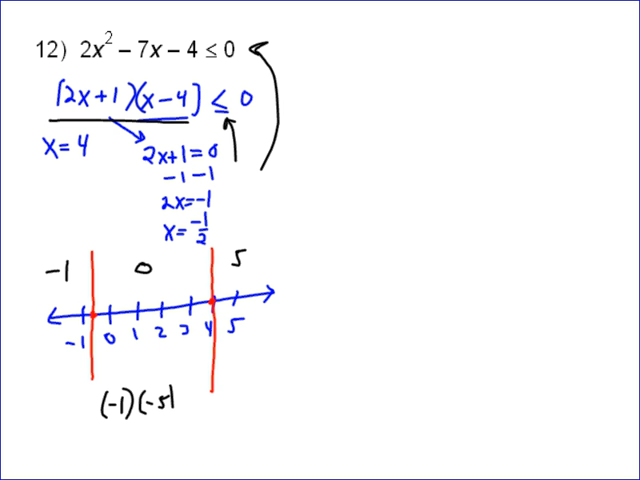 12) 2x² − 7x − 4 ≤ 0
(2x+1)(x−4) ≤ 0
x=4
2x+1=0
-1 -1
2x=-1
x=-1/2
-1 0 5
-1 0 1 2 3 4 5
(-1)(-5)